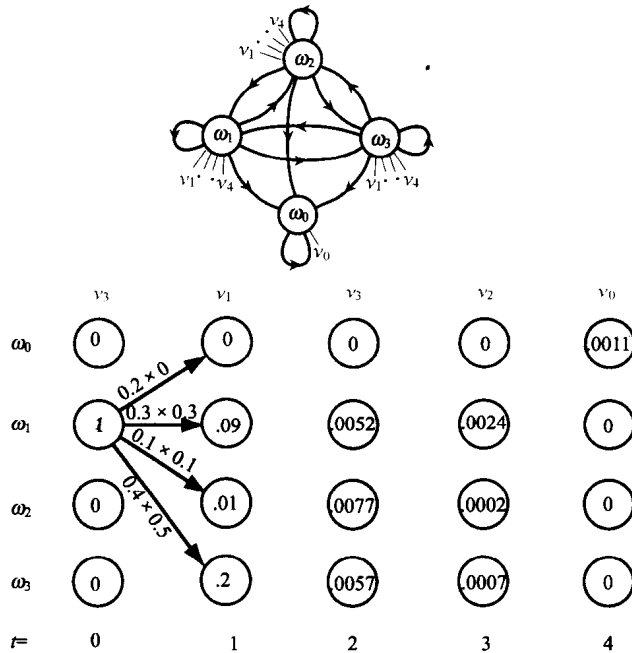 v₁ · · v₄
ω₂
ω₁
ω₃
v₁ · · v₄
v₁ · · v₄
ω₀
v₀
v₃ v₁ v₃ v₂ v₀
ω₀ 0 0 0 0 .0011
0.2 × 0
ω₁ 1 0.3 × 0.3 .09 .0052 .0024 0
0.1 × 0.1
ω₂ 0 0.4 × 0.5 .01 .0077 .0002 0
ω₃ 0 .2 .0057 .0007 0
t= 0 1 2 3 4